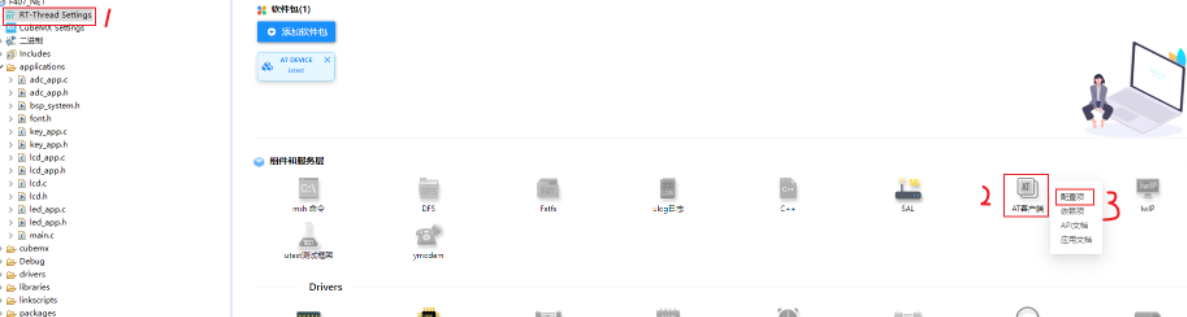 F407_NET
RT-Thread Settings
1
CubeMX Settings
二进制
Includes
applications
adc_app.c
adc_app.h
bsp_system.h
font.h
key_app.c
key_app.h
lcd_app.c
lcd_app.h
lcd.c
lcd.h
led_app.c
led_app.h
main.c
cubemx
Debug
drivers
libraries
linkscripts
packages
软件包(1)
添加软件包
AT DEVICE
latest
组件和服务层
msh 命令
DFS
Fatfs
ulog日志
C++
SAL
2
AT客户端
配置项
3
依赖项
API文档
应用文档
lwIP
utest测试框架
ymodem
Drivers